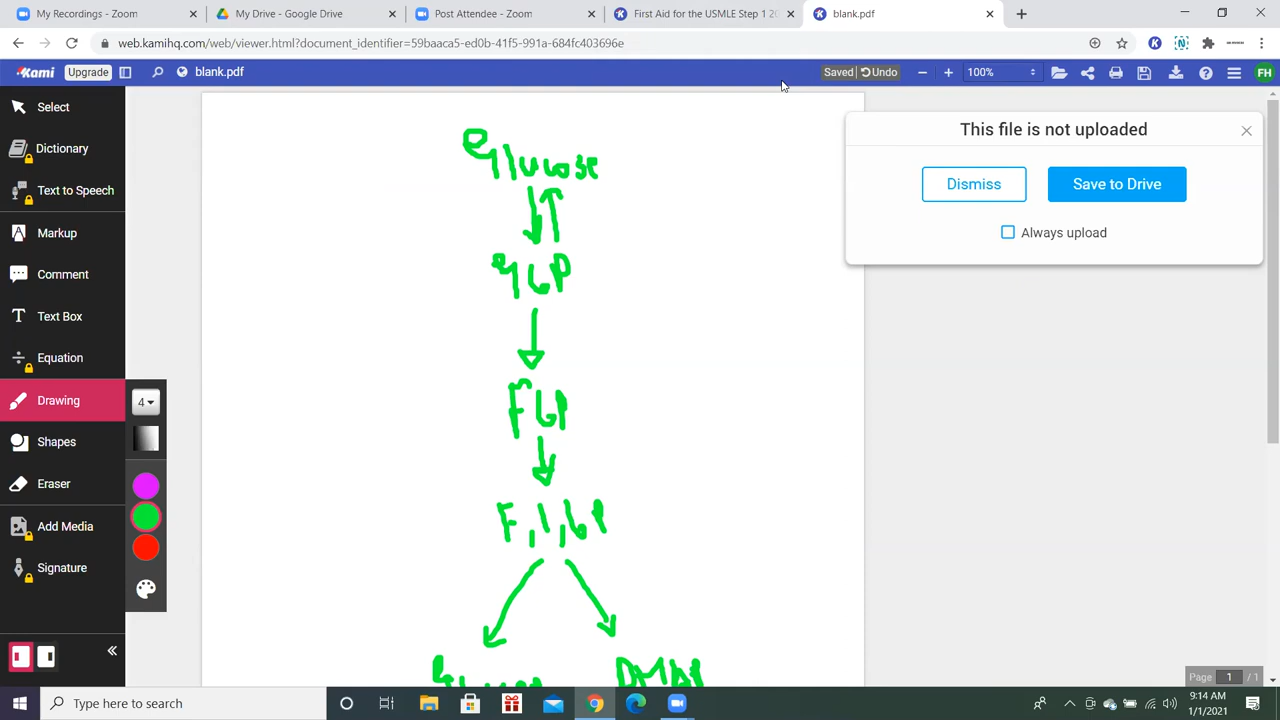 My Recordings - Zoom
My Drive - Google Drive
Post Attendee - Zoom
First Aid for the USMLE Step 1 20
blank.pdf
web.kamihq.com/web/viewer.html?document_identifier=59baaca5-ed0b-41f5-991a-684fc403696e
Kami
Upgrade
blank.pdf
Saved
Undo
100%
FH
Select
Dictionary
Text to Speech
Markup
Comment
Text Box
Equation
Drawing
Shapes
Eraser
Add Media
Signature
4
This file is not uploaded
Dismiss
Save to Drive
Always upload
Glucose
G6P
F6P
F,1,6P
DMAP
Page 1 / 1
Type here to search
9:14 AM
1/1/2021